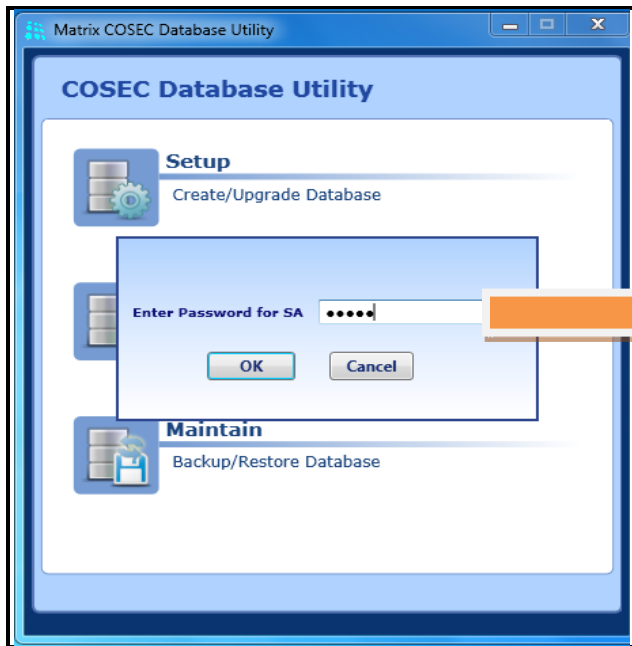 Matrix COSEC Database Utility
COSEC Database Utility
Setup
Create/Upgrade Database
Enter Password for SA •••••
OK Cancel
Maintain
Backup/Restore Database